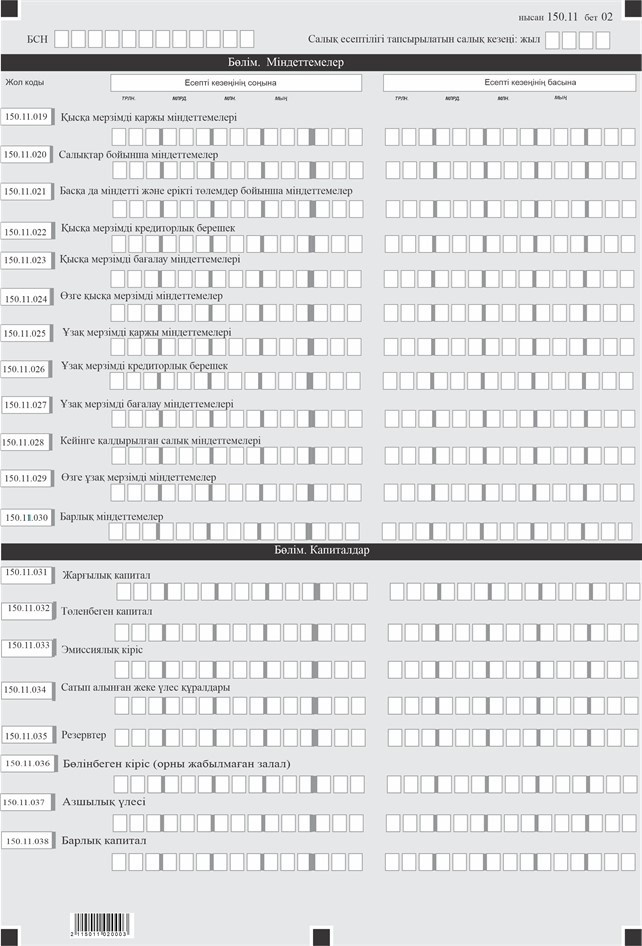 нысан 150.11 бет 02
БСН Салық есептілігі тапсырылатын салық кезеңі: жыл
Бөлім. Міндеттемелер
Жол коды Есепті кезеңінің соңына Есепті кезеңінің басына
ТРЛН. МЛРД МЛН. МЫҢ ТРЛН. МЛРД МЛН. МЫҢ
150.11.019 Қысқа мерзімді қаржы міндеттемелері
150.11.020 Салықтар бойынша міндеттемелер
150.11.021 Басқа да міндетті және ерікті төлемдер бойынша міндеттемелер
150.11.022 Қысқа мерзімді кредиторлық берешек
150.11.023 Қысқа мерзімді бағалау міндеттемелері
150.11.024 Өзге қысқа мерзімді міндеттемелер
150.11.025 Ұзақ мерзімді қаржы міндеттемелері
150.11.026 Ұзақ мерзімді кредиторлық берешек
150.11.027 Ұзақ мерзімді бағалау міндеттемелері
150.11.028 Кейінге қалдырылған салық міндеттемелері
150.11.029 Өзге ұзақ мерзімді міндеттемелер
150.11.030 Барлық міндеттемелер
Бөлім. Капиталдар
150.11.031 Жарғылық капитал
150.11.032 Төленбеген капитал
150.11.033 Эмиссиялық кіріс
150.11.034 Сатып алынған жеке үлес құралдары
150.11.035 Резервтер
150.11.036 Бөлінбеген кіріс (орны жабылмаған залал)
150.11.037 Азшылық үлесі
150.11.038 Барлық капитал
2 115011 020003